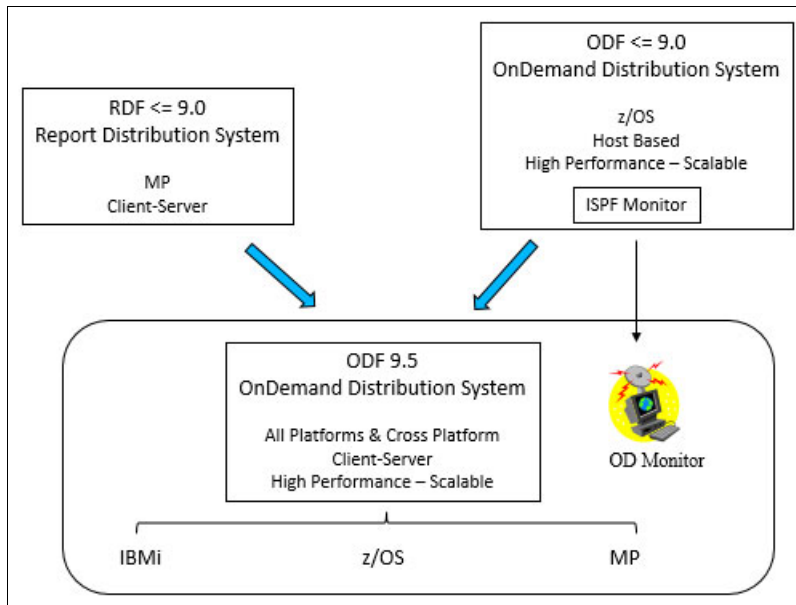 RDF <= 9.0
Report Distribution System
MP
Client-Server
ODF <= 9.0
OnDemand Distribution System
z/OS
Host Based
High Performance – Scalable
ISPF Monitor
ODF 9.5
OnDemand Distribution System
All Platforms & Cross Platform
Client-Server
High Performance – Scalable
OD Monitor
IBMi
z/OS
MP